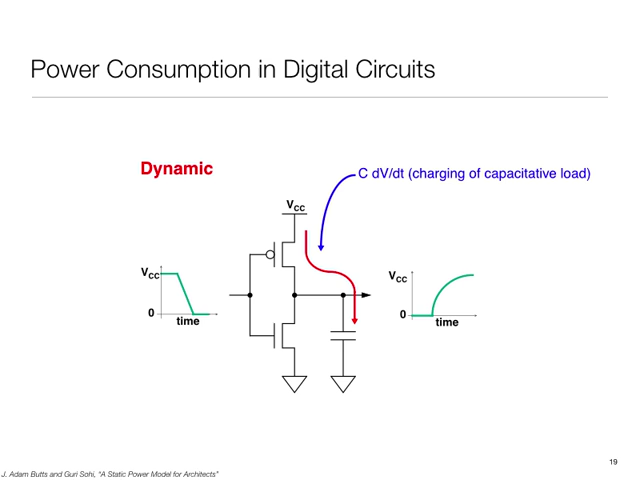 Power Consumption in Digital Circuits
Dynamic
C dV/dt (charging of capacitative load)
VCC
VCC
0
time
VCC
0
time
19
J. Adam Butts and Guri Sohi, “A Static Power Model for Architects”